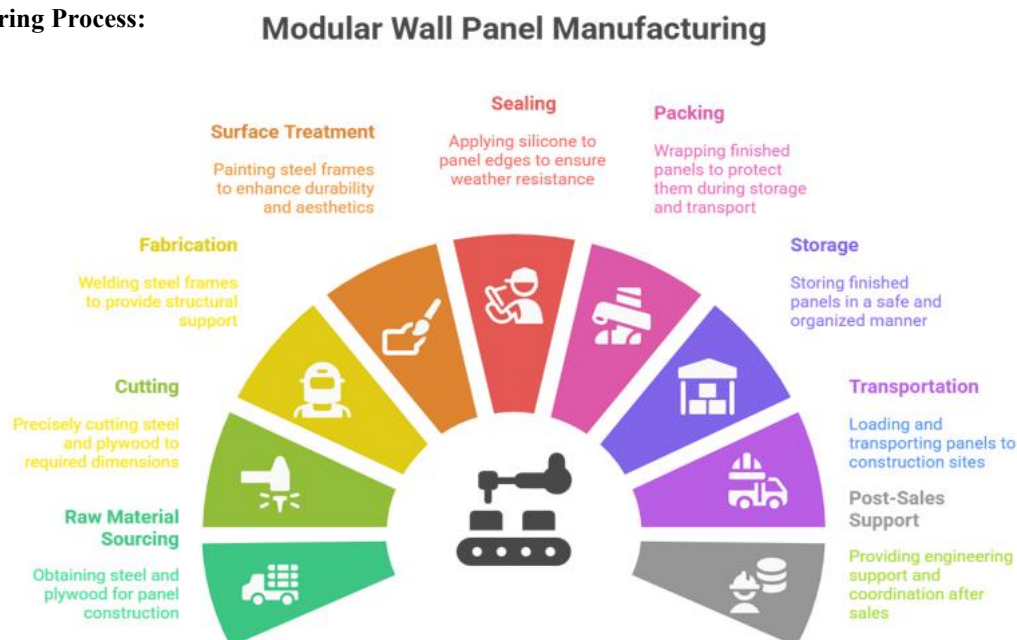 ring Process:
Modular Wall Panel Manufacturing
Sealing
Applying silicone to
panel edges to ensure
weather resistance
Packing
Wrapping finished
panels to protect
them during storage
and transport
Surface Treatment
Painting steel frames
to enhance durability
and aesthetics
Fabrication
Welding steel frames
to provide structural
support
Storage
Storing finished
panels in a safe and
organized manner
Cutting
Precisely cutting steel
and plywood to
required dimensions
Transportation
Loading and
transporting panels to
construction sites
Raw Material
Sourcing
Obtaining steel and
plywood for panel
construction
Post-Sales
Support
Providing engineering
support and
coordination after
sales